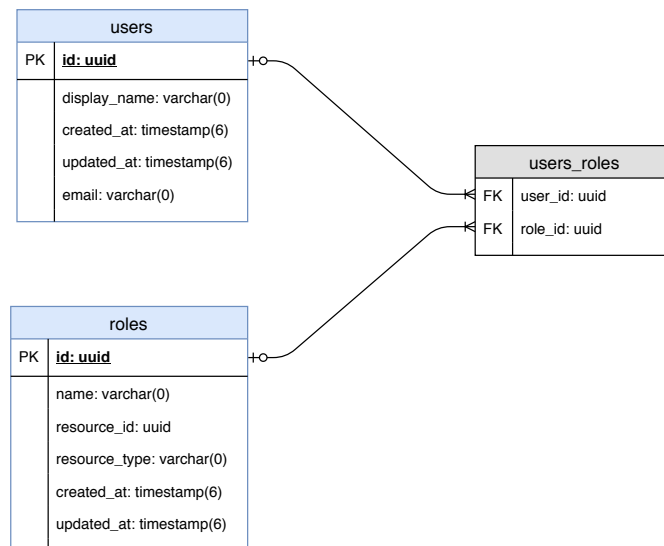 users
PK id: uuid
display_name: varchar(0)
created_at: timestamp(6)
updated_at: timestamp(6)
email: varchar(0)
users_roles
FK user_id: uuid
FK role_id: uuid
roles
PK id: uuid
name: varchar(0)
resource_id: uuid
resource_type: varchar(0)
created_at: timestamp(6)
updated_at: timestamp(6)